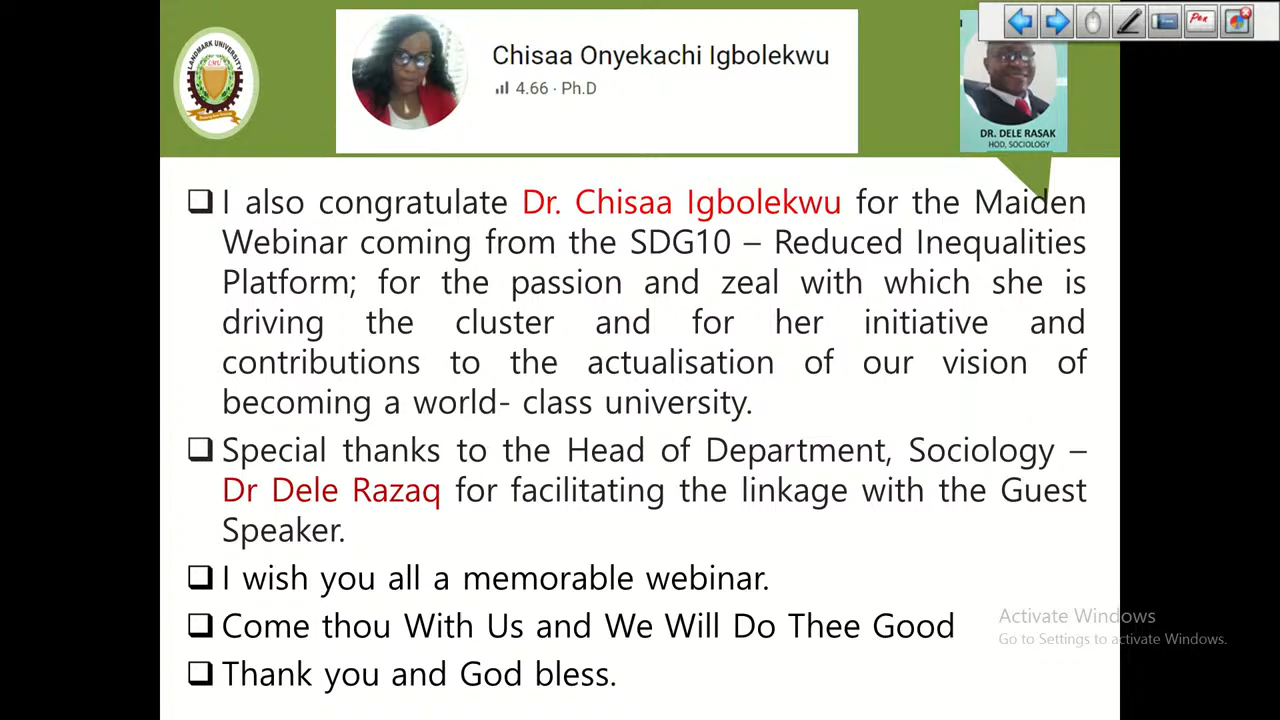 LANDMARK UNIVERSITY
LMU
Chisaa Onyekachi Igbolekwu
4.66 · Ph.D
Pen
DR. DELE RASAK
HOD, SOCIOLOGY
❑ I also congratulate Dr. Chisaa Igbolekwu for the Maiden
Webinar coming from the SDG10 – Reduced Inequalities
Platform; for the passion and zeal with which she is
driving the cluster and for her initiative and
contributions to the actualisation of our vision of
becoming a world- class university.
❑ Special thanks to the Head of Department, Sociology –
Dr Dele Razaq for facilitating the linkage with the Guest
Speaker.
❑ I wish you all a memorable webinar.
❑ Come thou With Us and We Will Do Thee Good
❑ Thank you and God bless.
Activate Windows
Go to Settings to activate Windows.